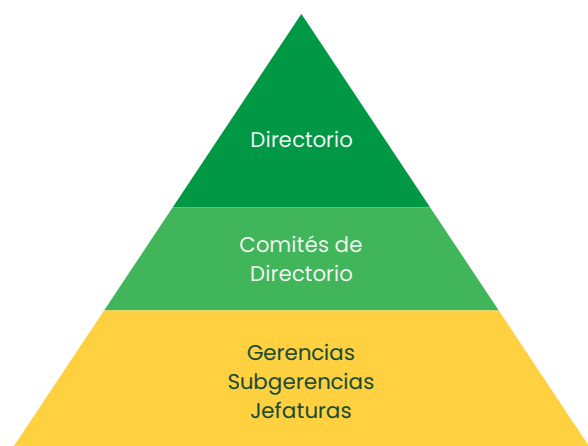 Directorio
Comités de
Directorio
Gerencias
Subgerencias
Jefaturas